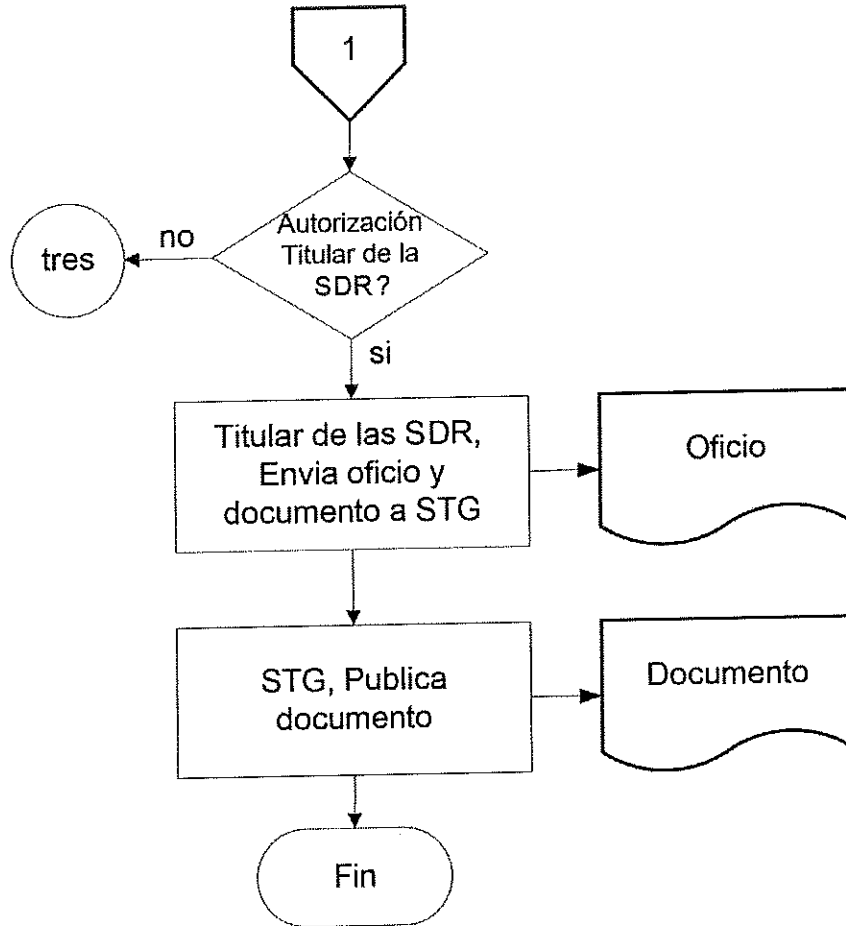 1
Autorización
Titular de la
SDR?
no
tres
si
Titular de las SDR,
Envia oficio y
documento a STG
Oficio
STG, Publica
documento
Documento
Fin